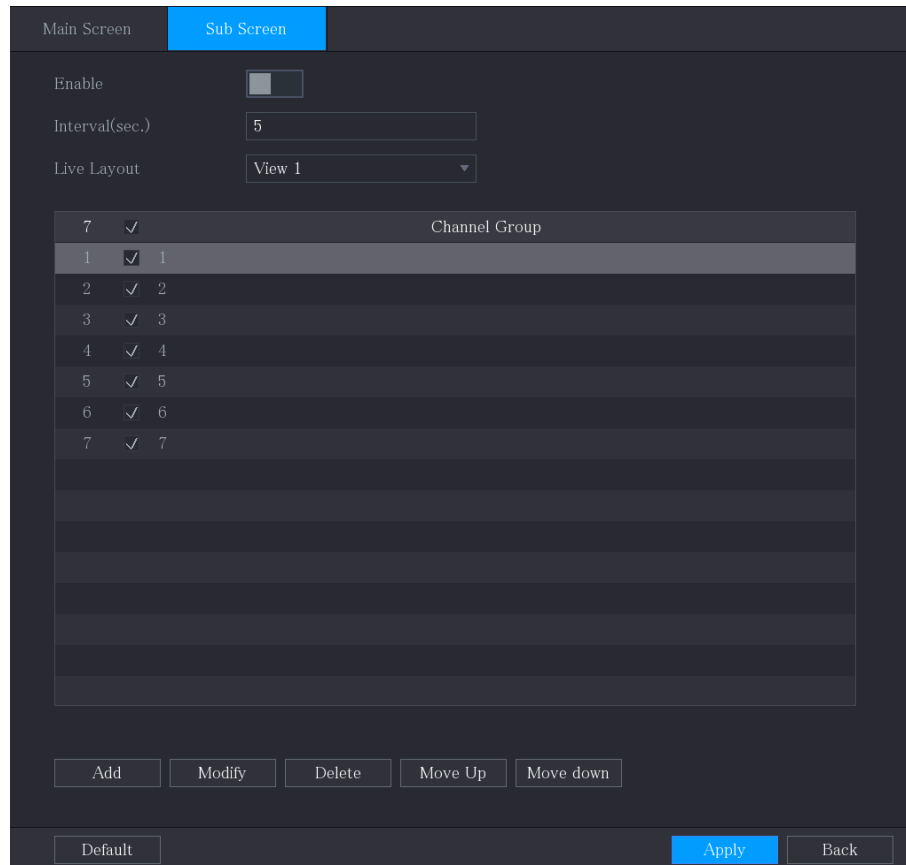 Main Screen Sub Screen
Enable
Interval(sec.) 5
Live Layout View 1
7 Channel Group
1 1
2 2
3 3
4 4
5 5
6 6
7 7
Add Modify Delete Move Up Move down
Default Apply Back